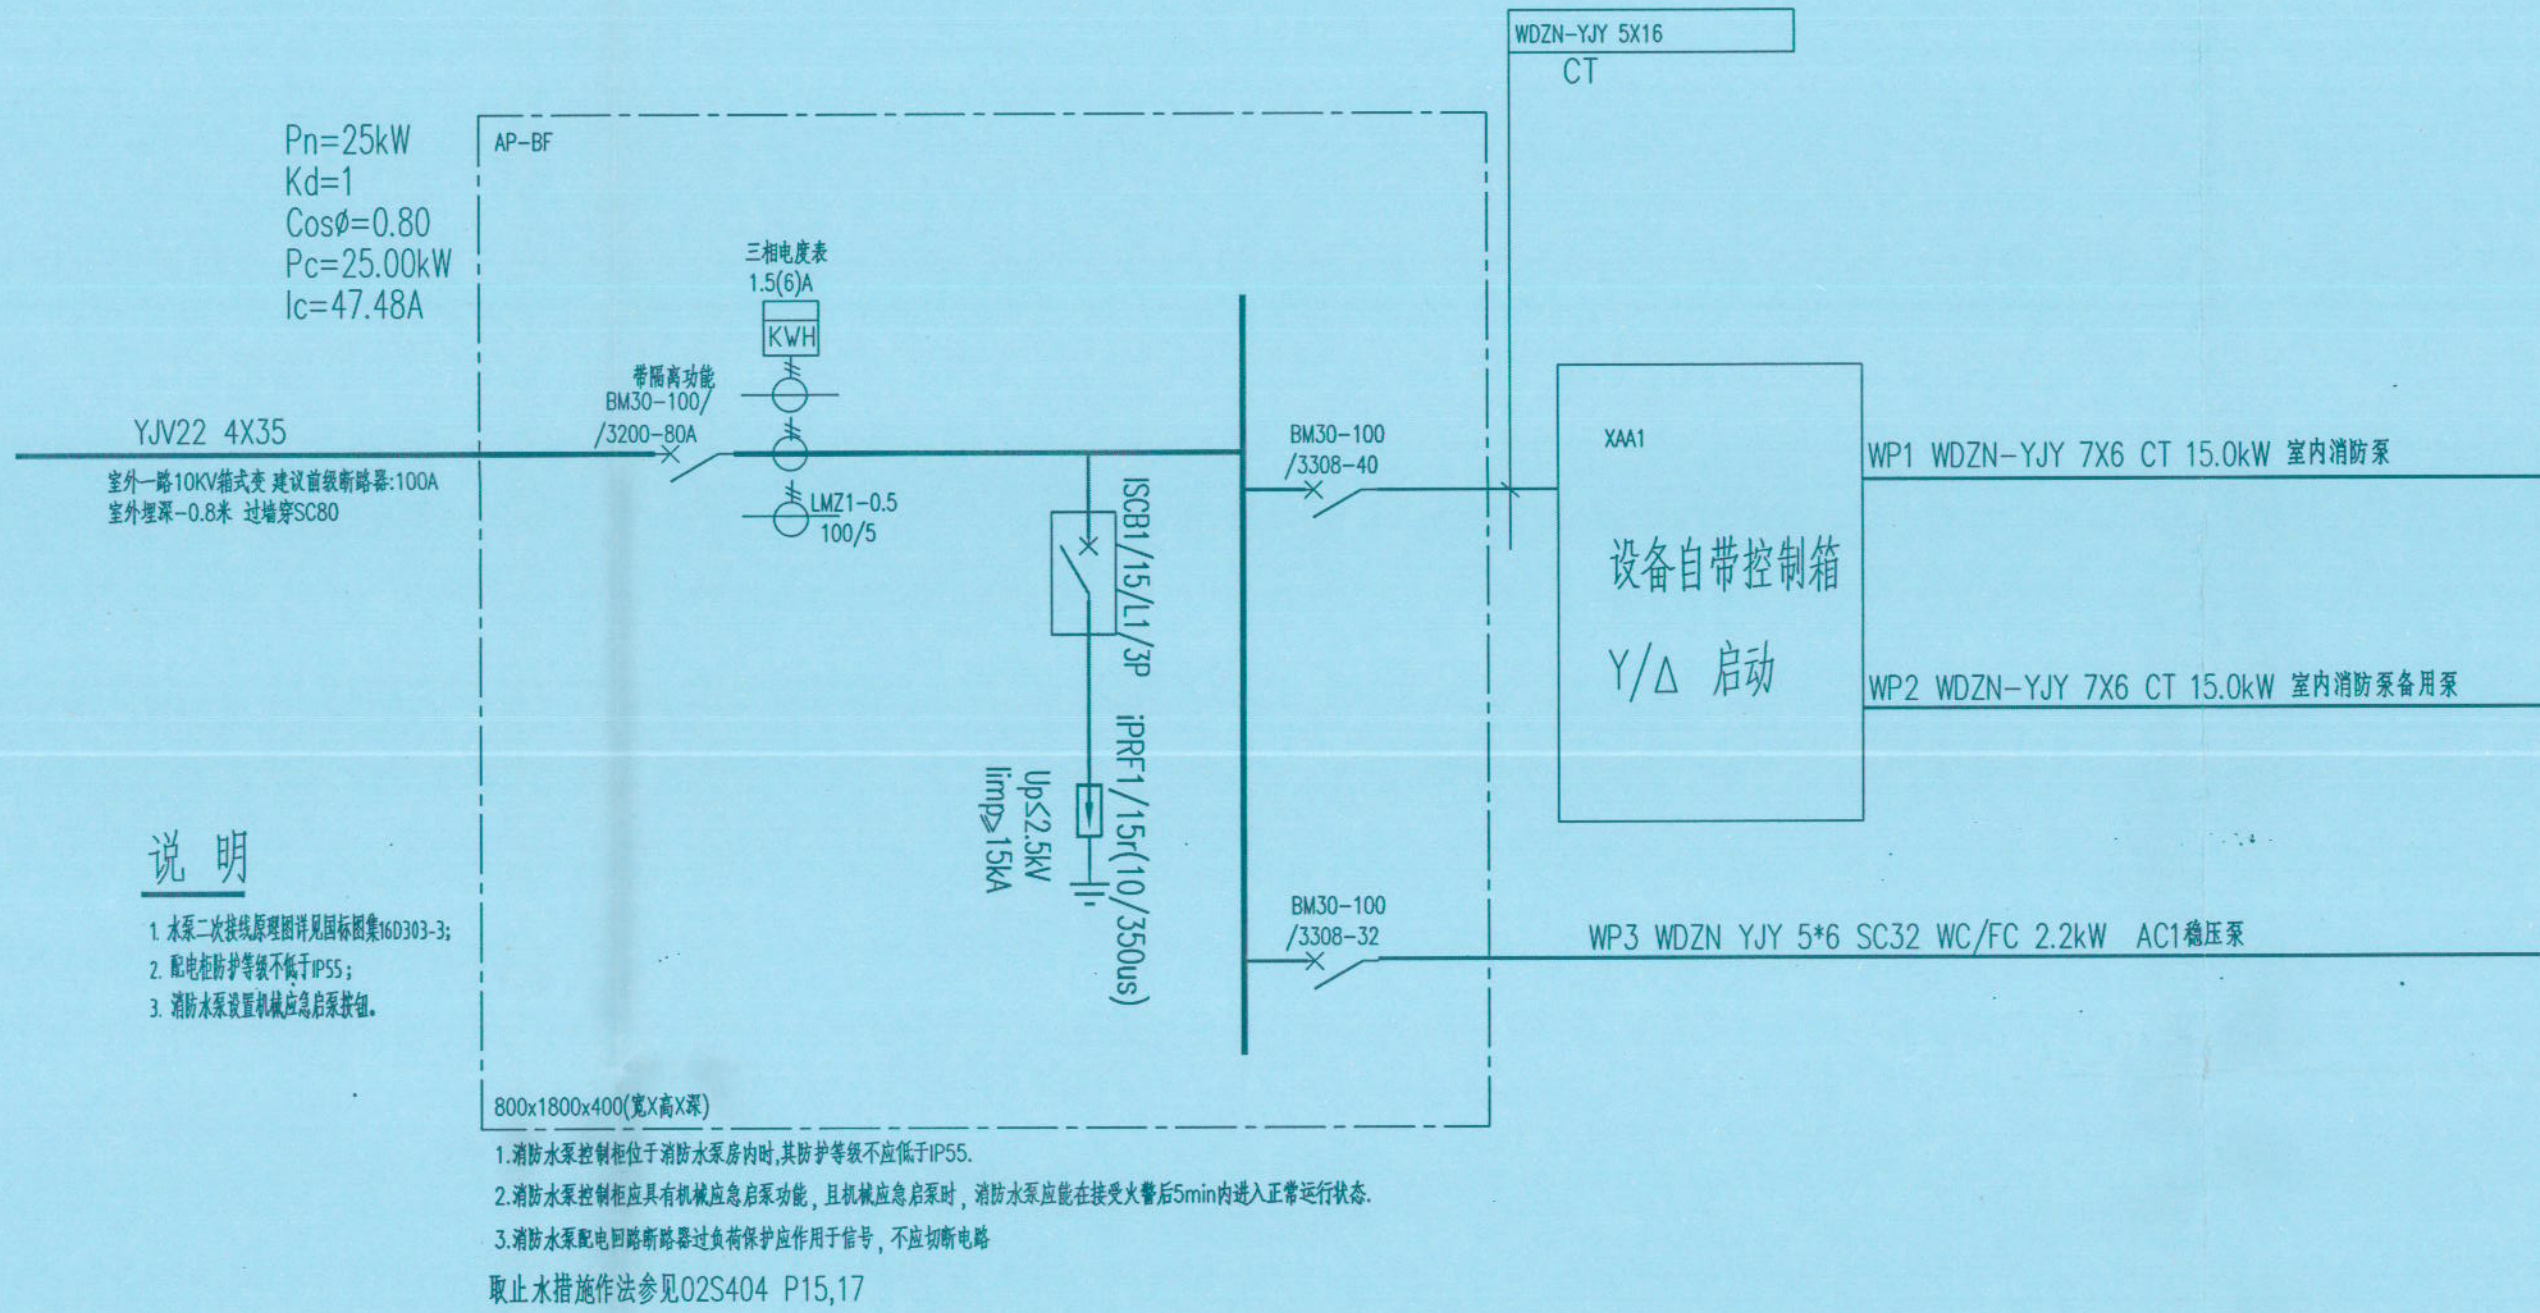 WDZN-YJY 5X16
CT
Pn=25kW
Kd=1
Cosø=0.80
Pc=25.00kW
Ic=47.48A
AP-BF
三相电度表
1.5(6)A
KWH
带隔离功能
BM30-100/
/3200-80A
YJV22 4X35
室外一路10KV箱式变 建议前级断路器:100A
室外埋深-0.8米 过墙穿SC80
LMZ1-0.5
100/5
ISCB1/15/L1/3P
iPRF1/15r(10/350us)
Up≤2.5kV
Iimp≥15kA
BM30-100
/3308-40
XAA1
设备自带控制箱
Y/Δ 启动
WP1 WDZN-YJY 7X6 CT 15.0kW 室内消防泵
WP2 WDZN-YJY 7X6 CT 15.0kW 室内消防泵备用泵
BM30-100
/3308-32
WP3 WDZN YJY 5*6 SC32 WC/FC 2.2kW AC1稳压泵
说 明
1. 水泵二次接线原理图详见国标图集16D303-3;
2. 配电柜防护等级不低于IP55;
3. 消防水泵设置机械应急启泵按钮。
800x1800x400(宽X高X深)
1.消防水泵控制柜位于消防水泵房内时,其防护等级不应低于IP55.
2.消防水泵控制柜应具有机械应急启泵功能,且机械应急启泵时,消防水泵应能在接受火警后5min内进入正常运行状态.
3.消防水泵配电回路断路器过负荷保护应作用于信号,不应切断电路
取止水措施作法参见02S404 P15,17